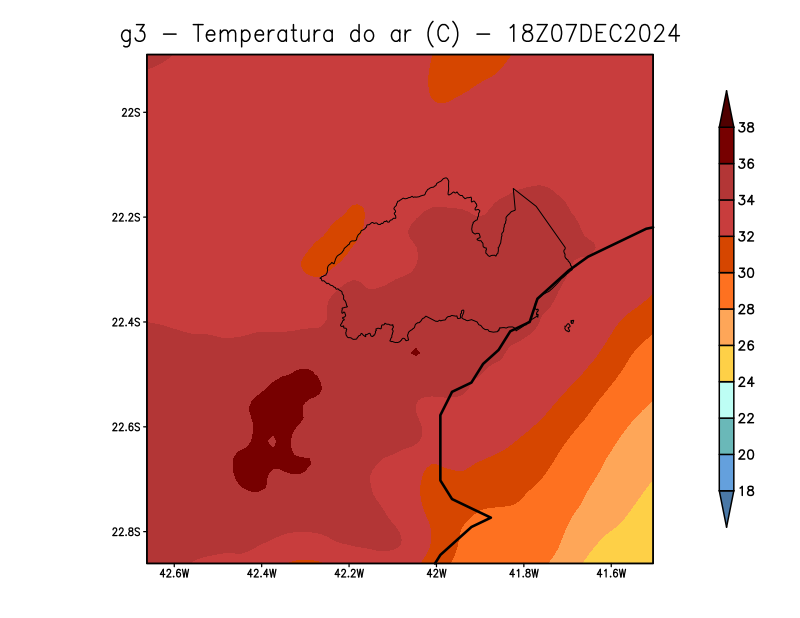 g3 − Temperatura do ar (C) − 18Z07DEC2024
22S
22.2S
22.4S
22.6S
22.8S
42.6W
42.4W
42.2W
42W
41.8W
41.6W
38
36
34
32
30
28
26
24
22
20
18